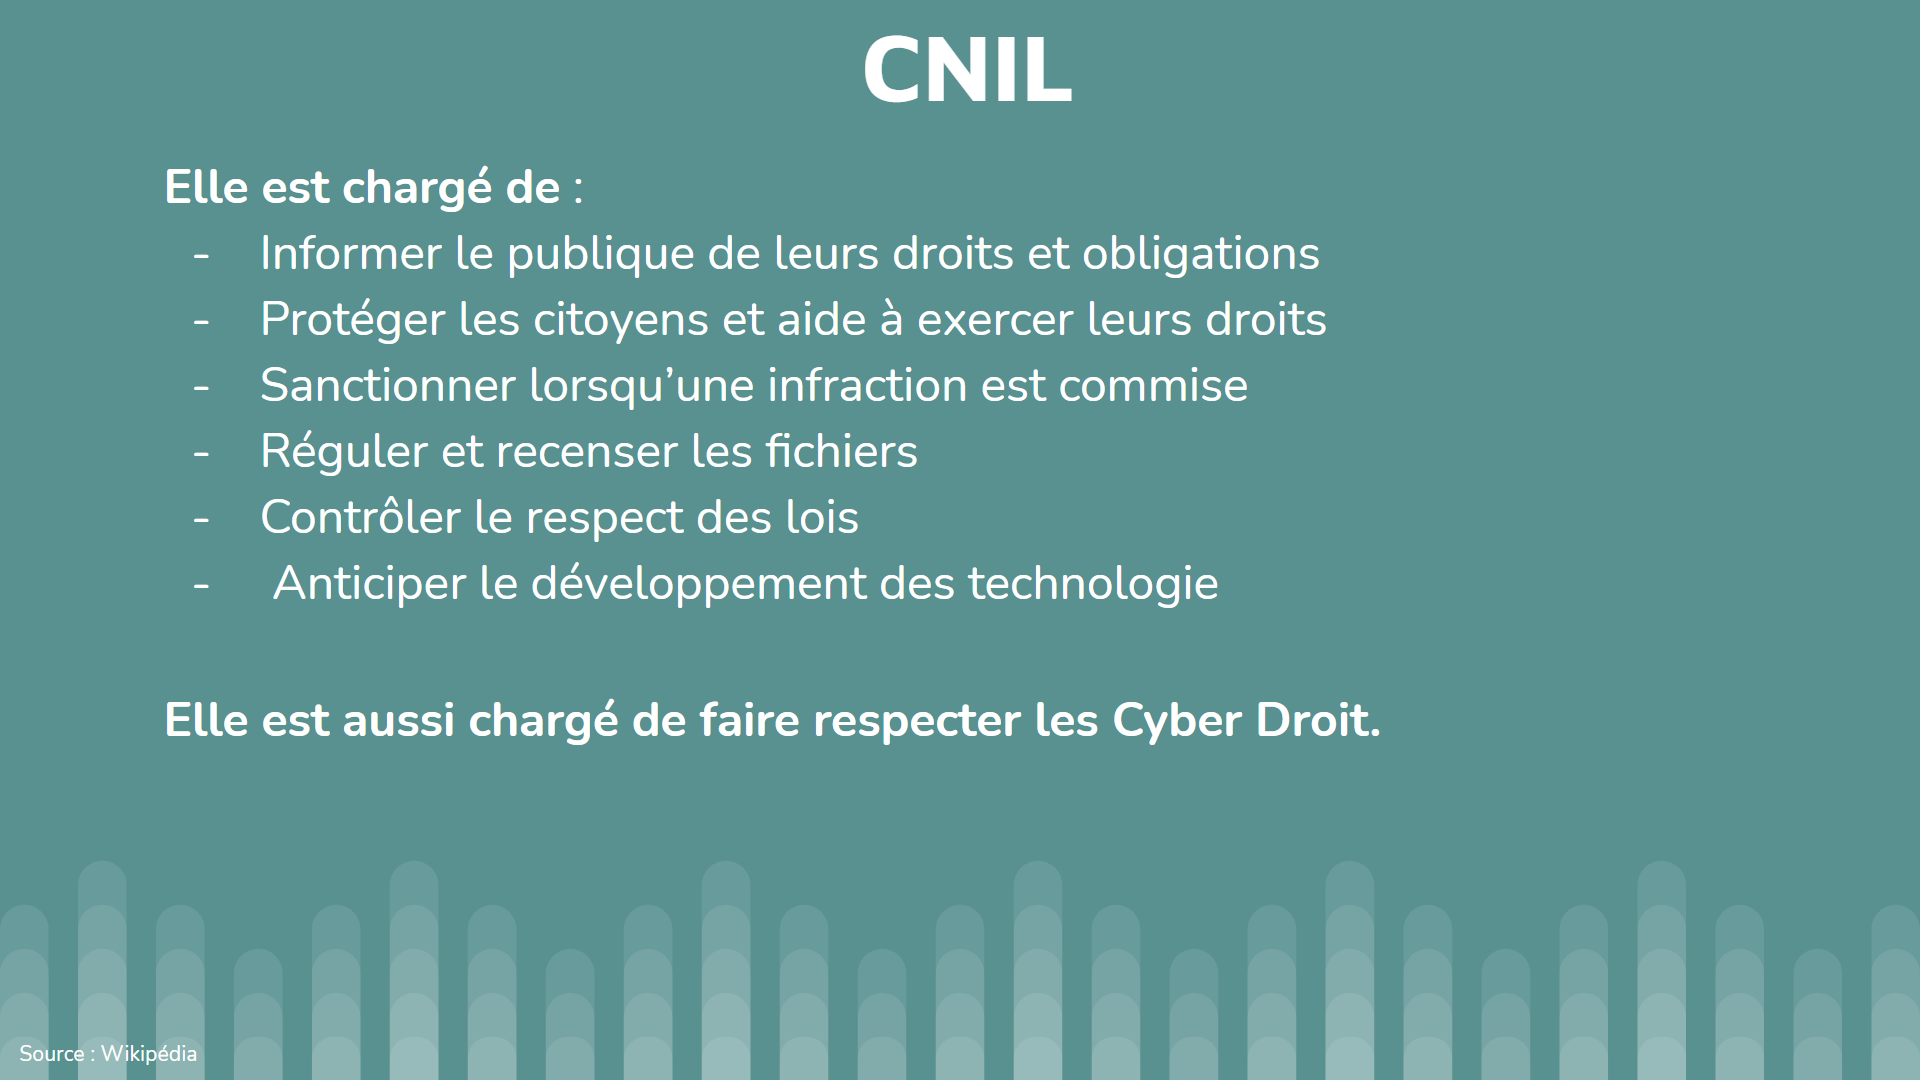 CNIL
Elle est chargé de :
- Informer le publique de leurs droits et obligations
- Protéger les citoyens et aide à exercer leurs droits
- Sanctionner lorsqu’une infraction est commise
- Réguler et recenser les fichiers
- Contrôler le respect des lois
- Anticiper le développement des technologie
Elle est aussi chargé de faire respecter les Cyber Droit.
Source : Wikipédia